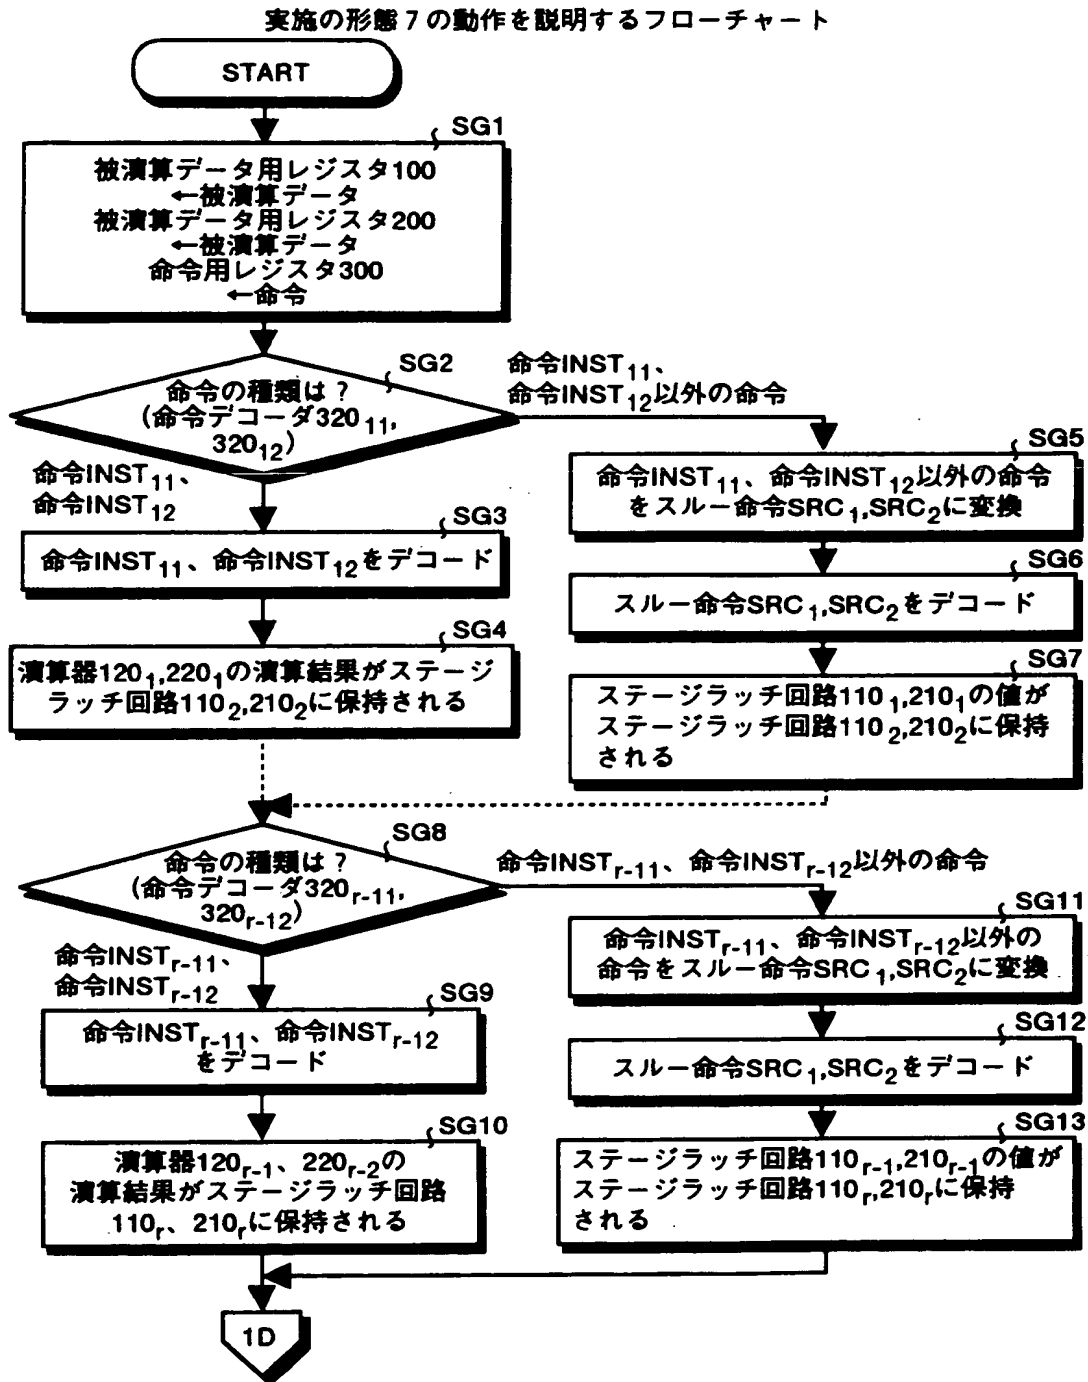 実施の形態7の動作を説明するフローチャート
START
SG1
被演算データ用レジスタ100
←被演算データ
被演算データ用レジスタ200
←被演算データ
命令用レジスタ300
←命令
SG2
命令の種類は?
(命令デコーダ320₁₁,
320₁₂)
命令INST₁₁、
命令INST₁₂以外の命令
命令INST₁₁、
命令INST₁₂
SG3
命令INST₁₁、命令INST₁₂をデコード
SG4
演算器120₁,220₁の演算結果がステージ
ラッチ回路110₂,210₂に保持される
SG5
命令INST₁₁、命令INST₁₂以外の命令
をスルー命令SRC₁,SRC₂に変換
SG6
スルー命令SRC₁,SRC₂をデコード
SG7
ステージラッチ回路110₁,210₁の値が
ステージラッチ回路110₂,210₂に保持
される
SG8
命令の種類は?
(命令デコーダ320r-11,
320r-12)
命令INSTr-11、命令INSTr-12以外の命令
命令INSTr-11、
命令INSTr-12
SG9
命令INSTr-11、命令INSTr-12
をデコード
SG10
演算器120r-1、220r-2の
演算結果がステージラッチ回路
110r、210rに保持される
SG11
命令INSTr-11、命令INSTr-12以外の
命令をスルー命令SRC₁,SRC₂に変換
SG12
スルー命令SRC₁,SRC₂をデコード
SG13
ステージラッチ回路110r-1,210r-1の値が
ステージラッチ回路110r,210rに保持
される
1D